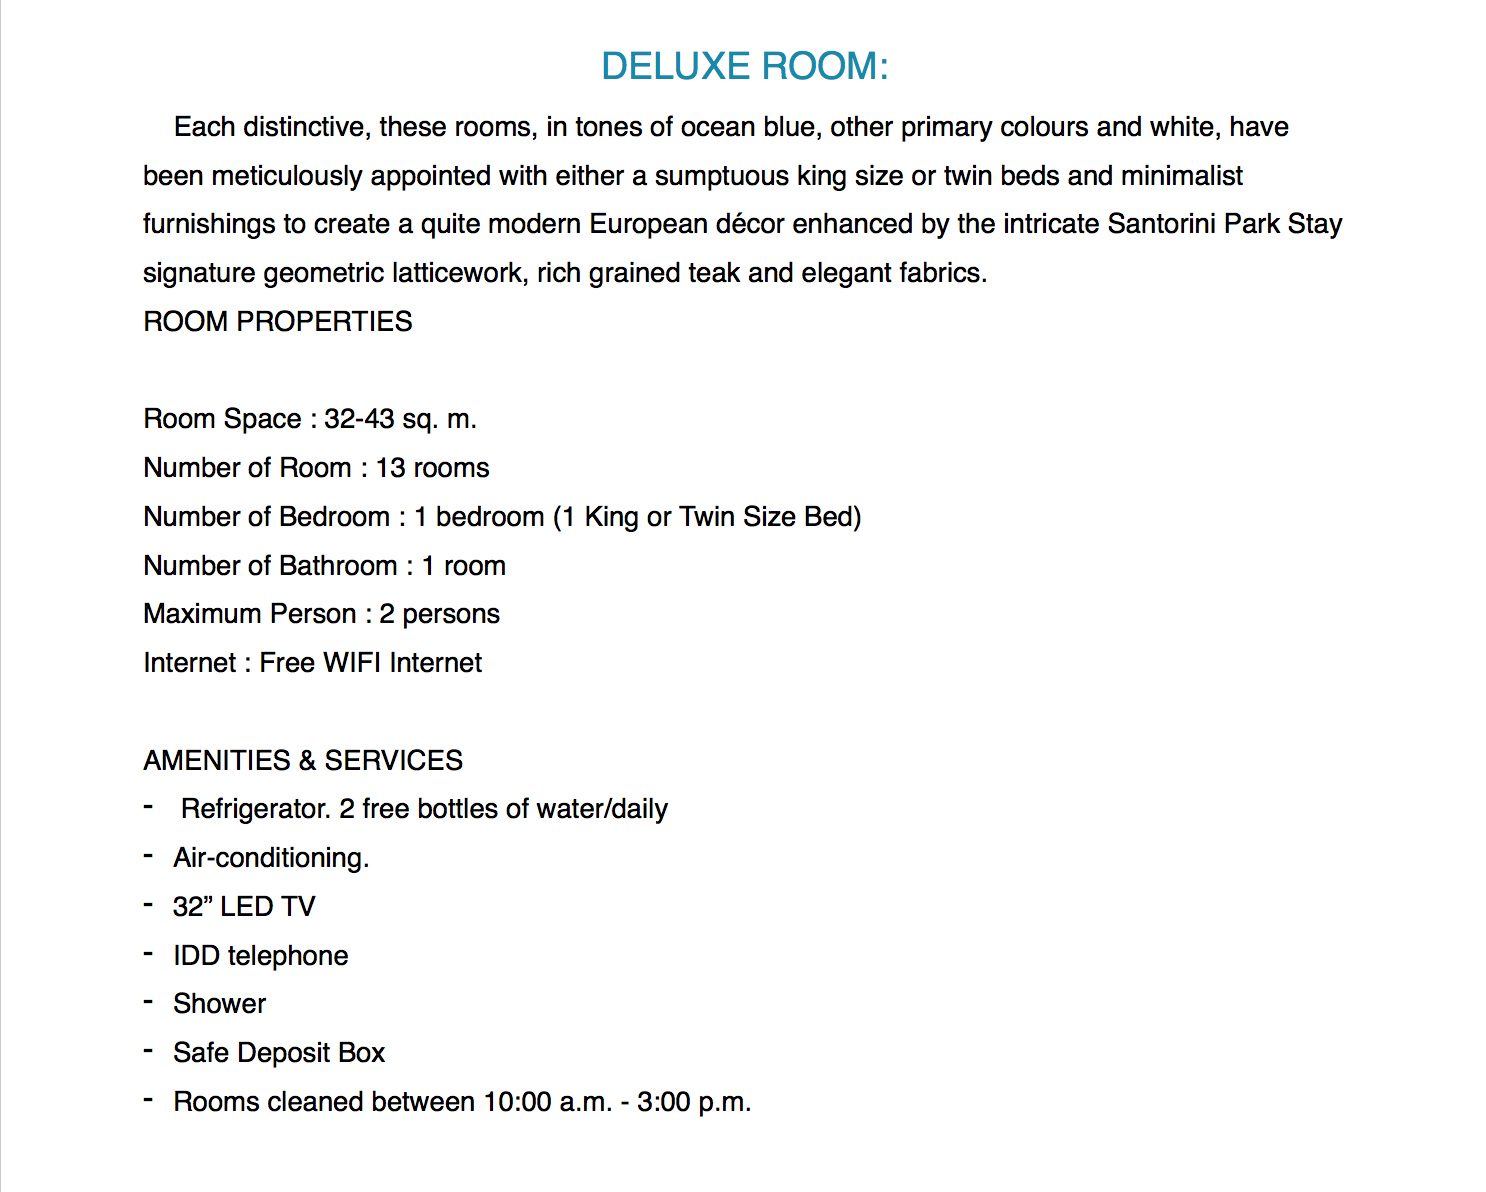 DELUXE ROOM:
Each distinctive, these rooms, in tones of ocean blue, other primary colours and white, have
been meticulously appointed with either a sumptuous king size or twin beds and minimalist
furnishings to create a quite modern European décor enhanced by the intricate Santorini Park Stay
signature geometric latticework, rich grained teak and elegant fabrics.
ROOM PROPERTIES
Room Space : 32-43 sq. m.
Number of Room : 13 rooms
Number of Bedroom : 1 bedroom (1 King or Twin Size Bed)
Number of Bathroom : 1 room
Maximum Person : 2 persons
Internet : Free WIFI Internet
AMENITIES & SERVICES
- Refrigerator. 2 free bottles of water/daily
- Air-conditioning.
- 32” LED TV
- IDD telephone
- Shower
- Safe Deposit Box
- Rooms cleaned between 10:00 a.m. - 3:00 p.m.